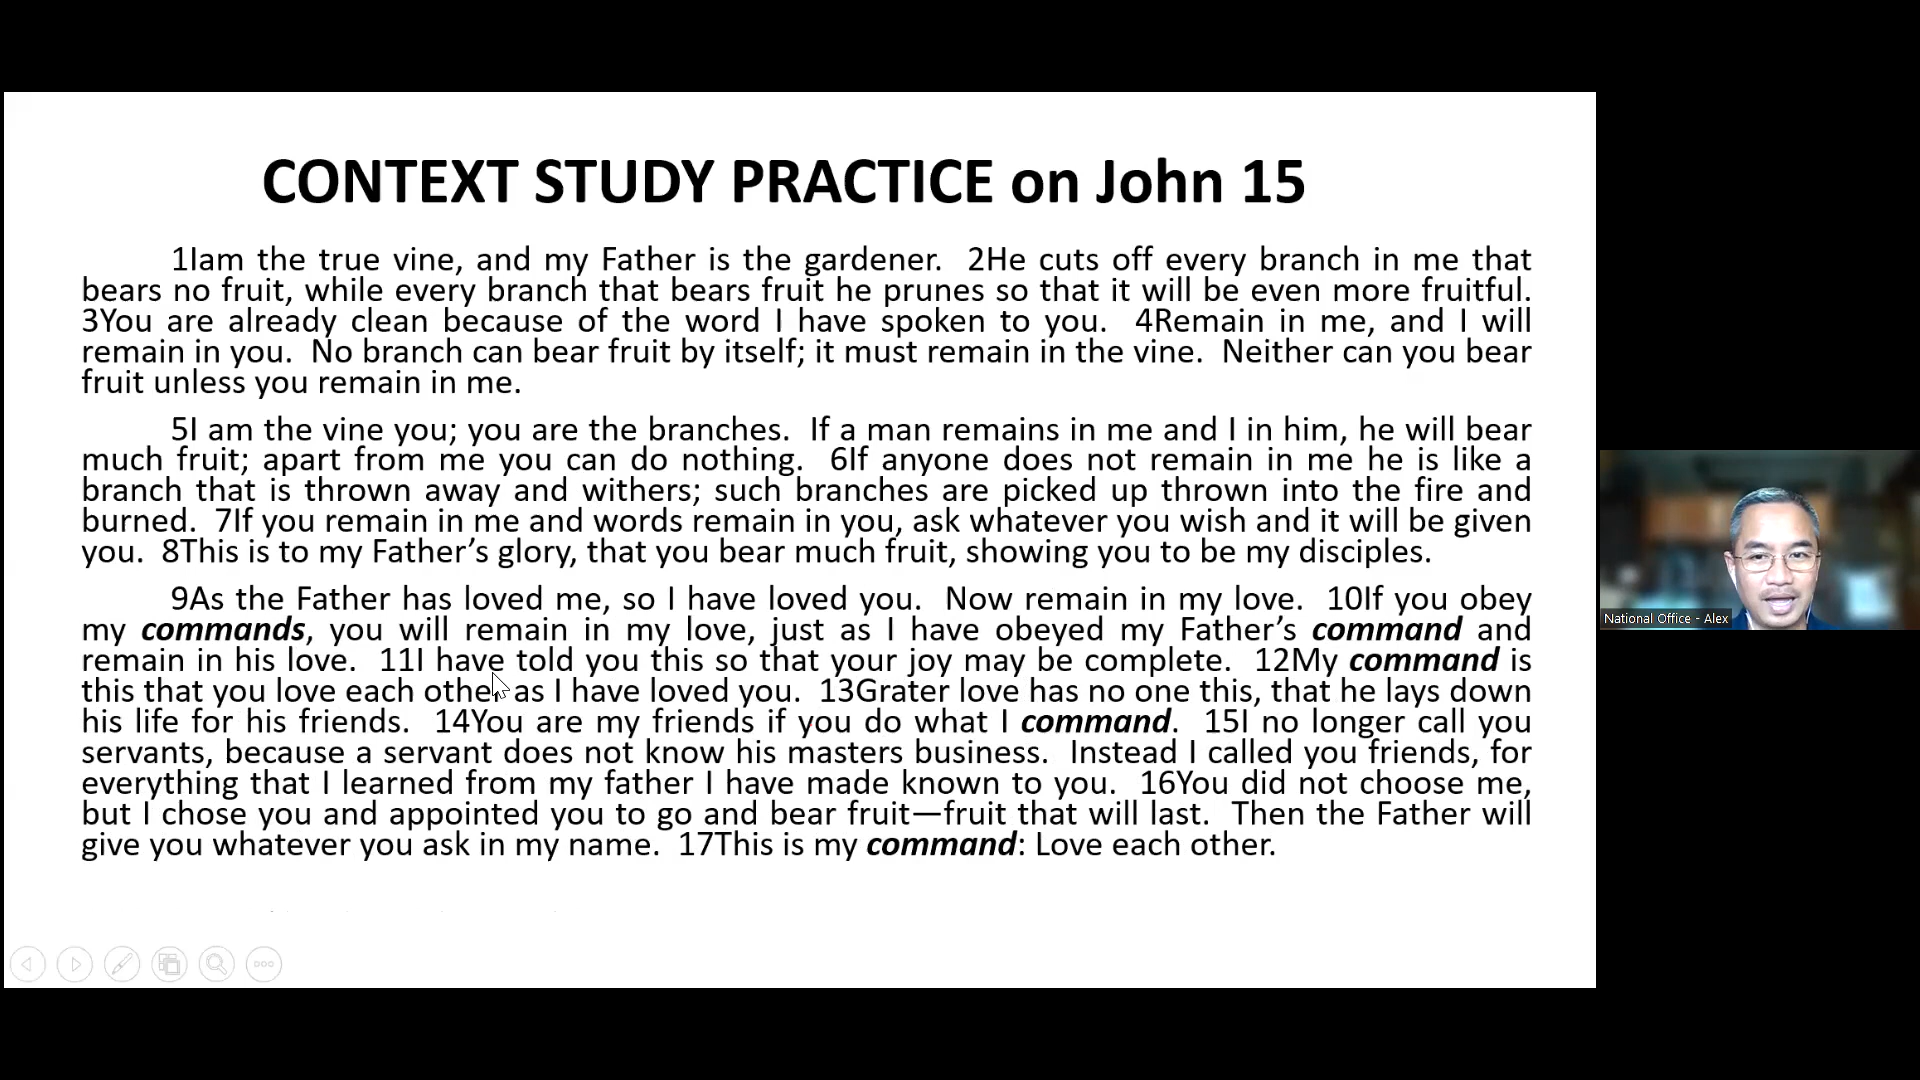 CONTEXT STUDY PRACTICE on John 15
1Iam the true vine, and my Father is the gardener. 2He cuts off every branch in me that
bears no fruit, while every branch that bears fruit he prunes so that it will be even more fruitful.
3You are already clean because of the word I have spoken to you. 4Remain in me, and I will
remain in you. No branch can bear fruit by itself; it must remain in the vine. Neither can you bear
fruit unless you remain in me.
5I am the vine you; you are the branches. If a man remains in me and I in him, he will bear
much fruit; apart from me you can do nothing. 6If anyone does not remain in me he is like a
branch that is thrown away and withers; such branches are picked up thrown into the fire and
burned. 7If you remain in me and words remain in you, ask whatever you wish and it will be given
you. 8This is to my Father’s glory, that you bear much fruit, showing you to be my disciples.
9As the Father has loved me, so I have loved you. Now remain in my love. 10If you obey
my commands, you will remain in my love, just as I have obeyed my Father’s command and
remain in his love. 11I have told you this so that your joy may be complete. 12My command is
this that you love each other as I have loved you. 13Grater love has no one this, that he lays down
his life for his friends. 14You are my friends if you do what I command. 15I no longer call you
servants, because a servant does not know his masters business. Instead I called you friends, for
everything that I learned from my father I have made known to you. 16You did not choose me,
but I chose you and appointed you to go and bear fruit—fruit that will last. Then the Father will
give you whatever you ask in my name. 17This is my command: Love each other.
National Office - Alex